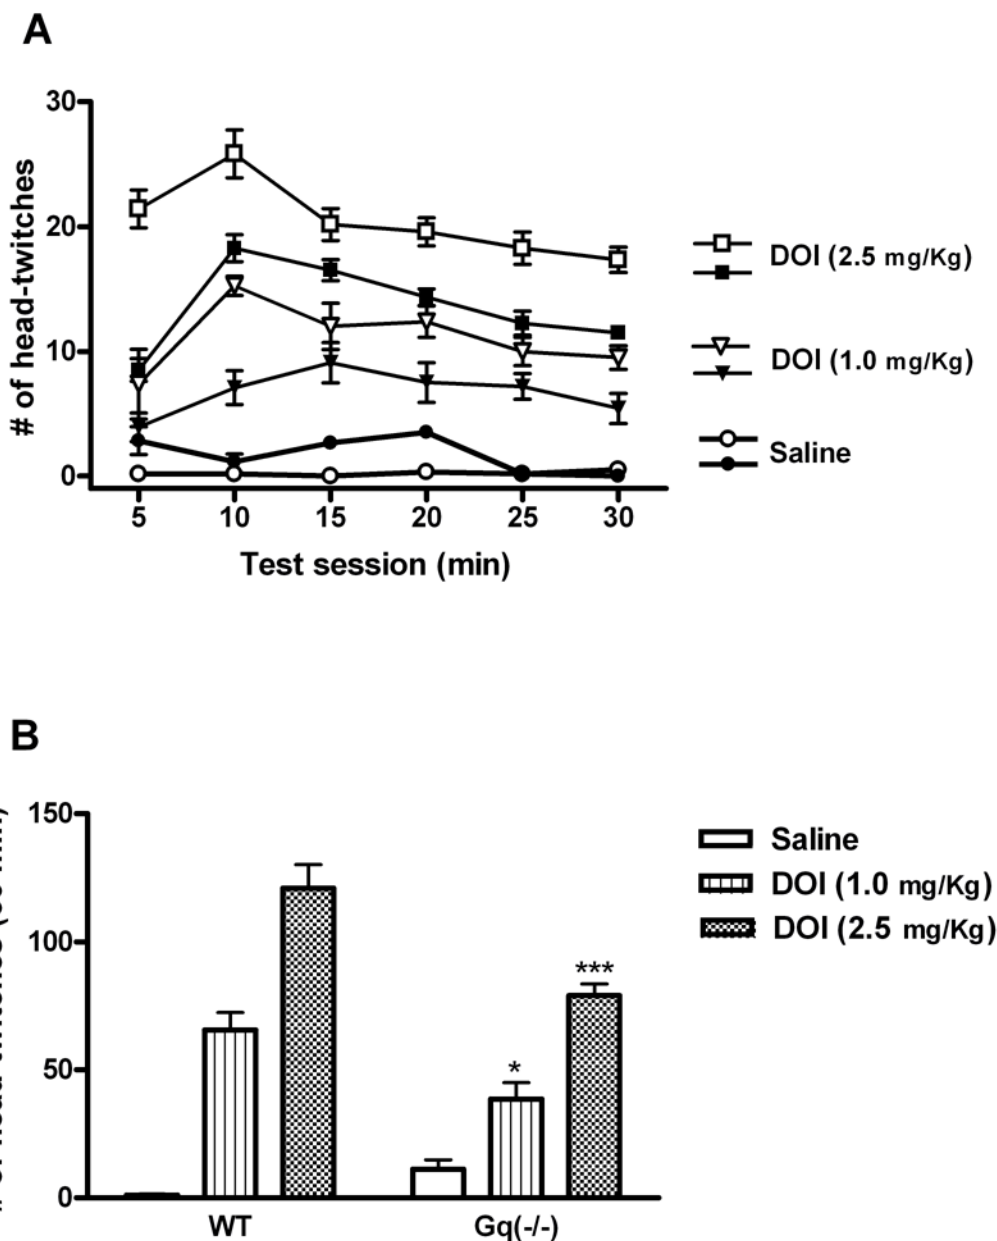 A
30
20
10
0
# of head-twitches
5 10 15 20 25 30
Test session (min)
DOI (2.5 mg/Kg)
DOI (1.0 mg/Kg)
Saline
B
150
100
50
0
*
***
WT Gq(-/-)
Saline
DOI (1.0 mg/Kg)
DOI (2.5 mg/Kg)